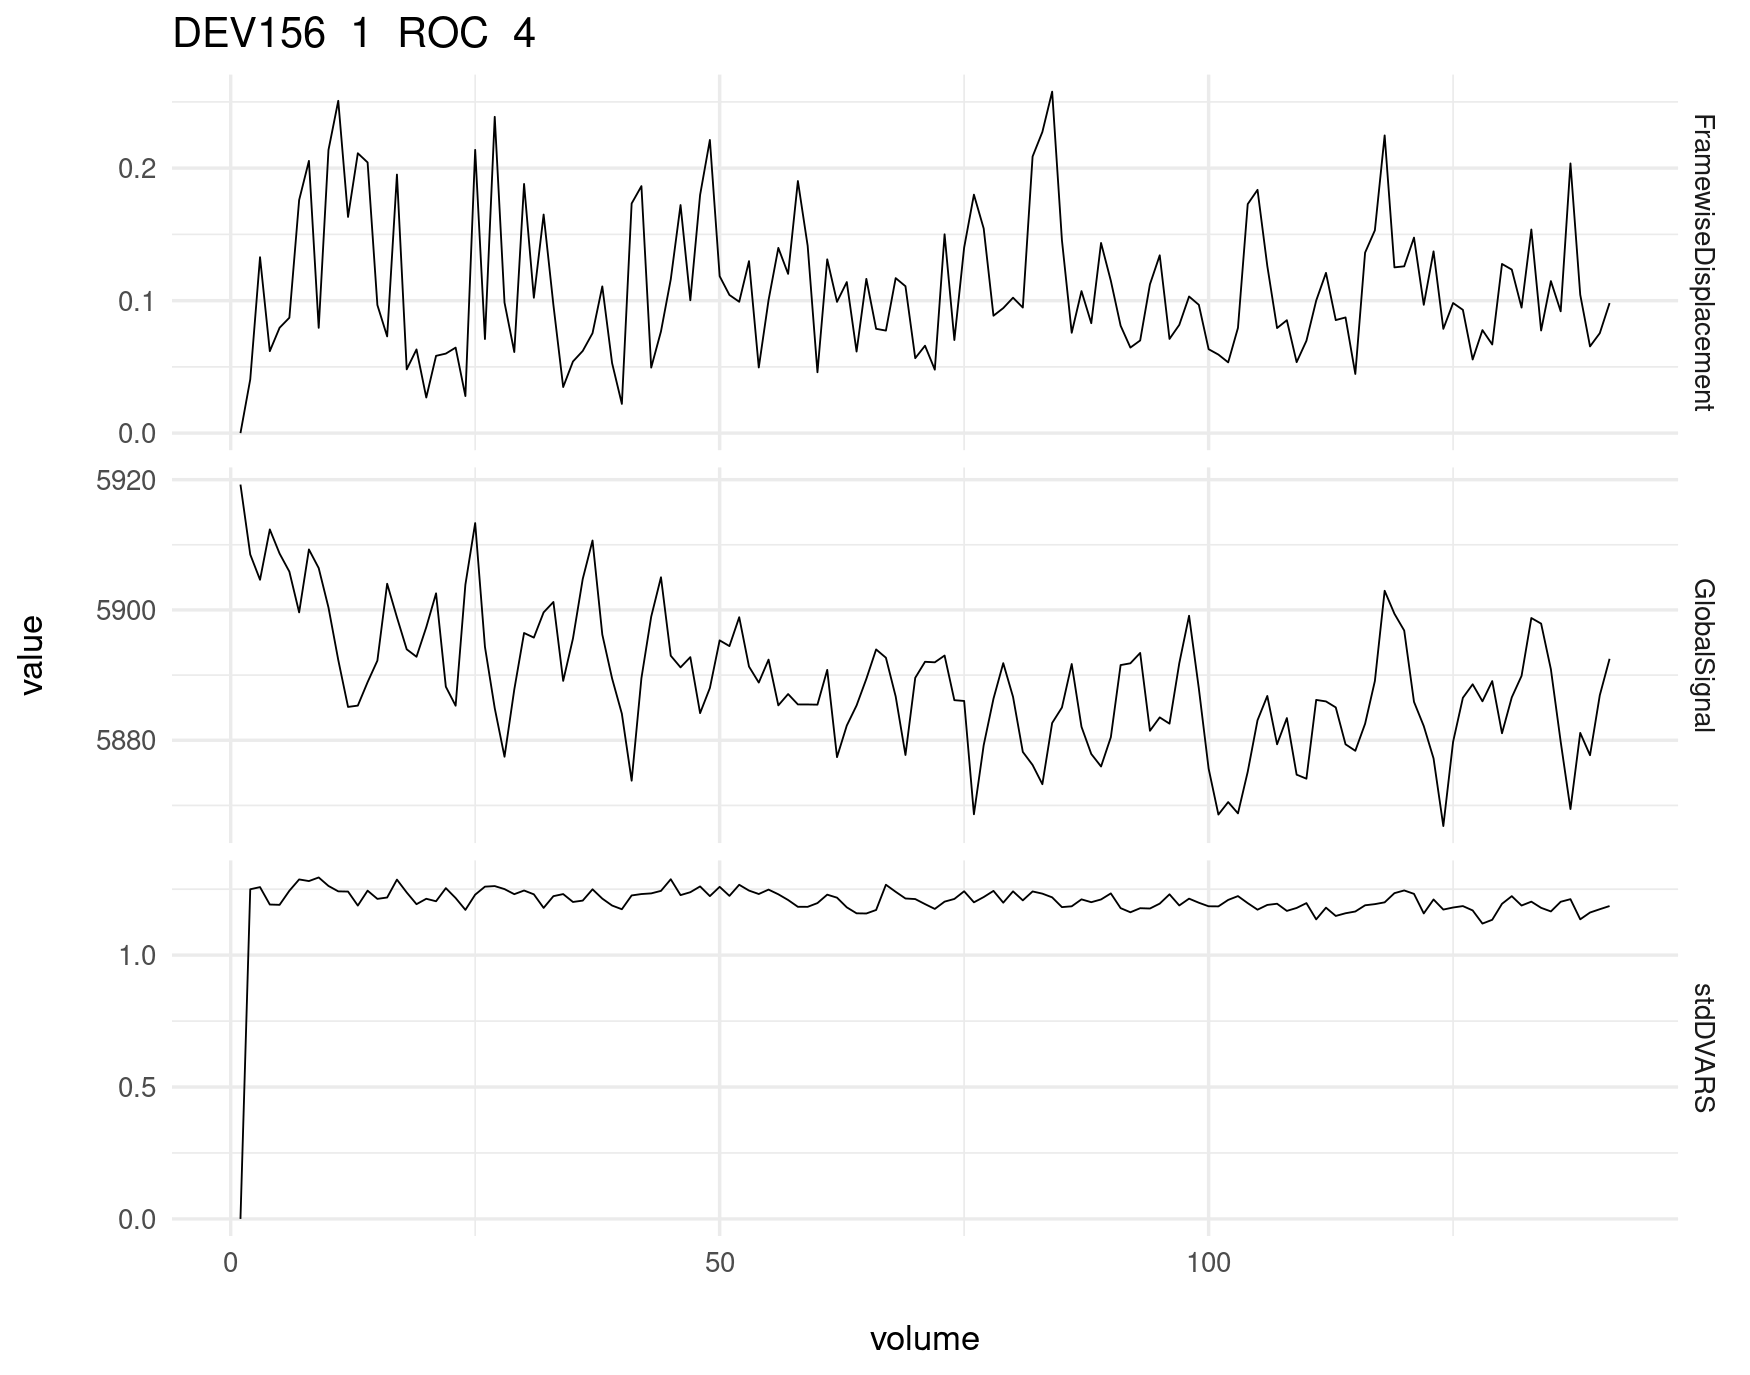 DEV156 1 ROC 4
0.2
0.1
0.0
FramewiseDisplacement
5920
5900
5880
GlobalSignal
value
1.0
0.5
0.0
stdDVARS
0 50 100
volume